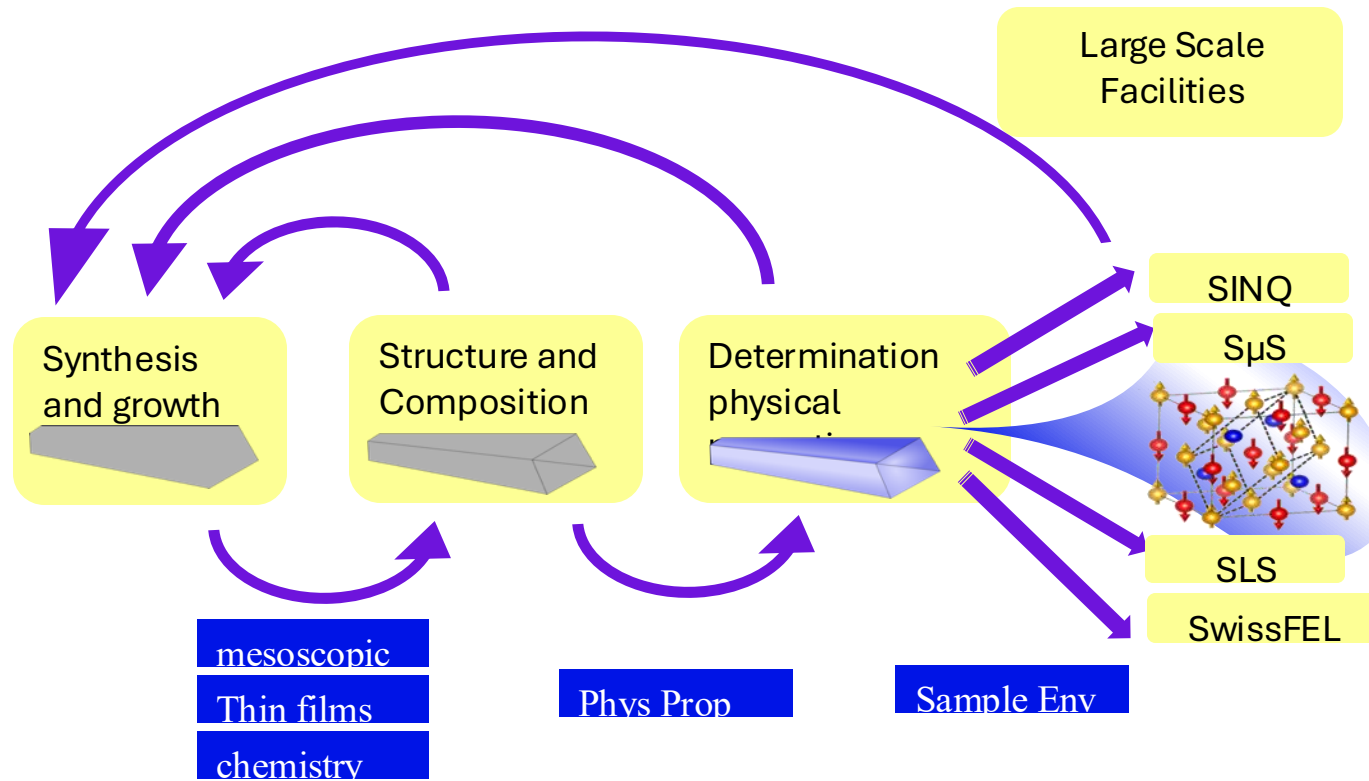 Large Scale
Facilities
SINQ
SµS
Synthesis
and growth
Structure and
Composition
Determination
physical
SLS
SwissFEL
mesoscopic
Thin films
chemistry
Phys Prop
Sample Env